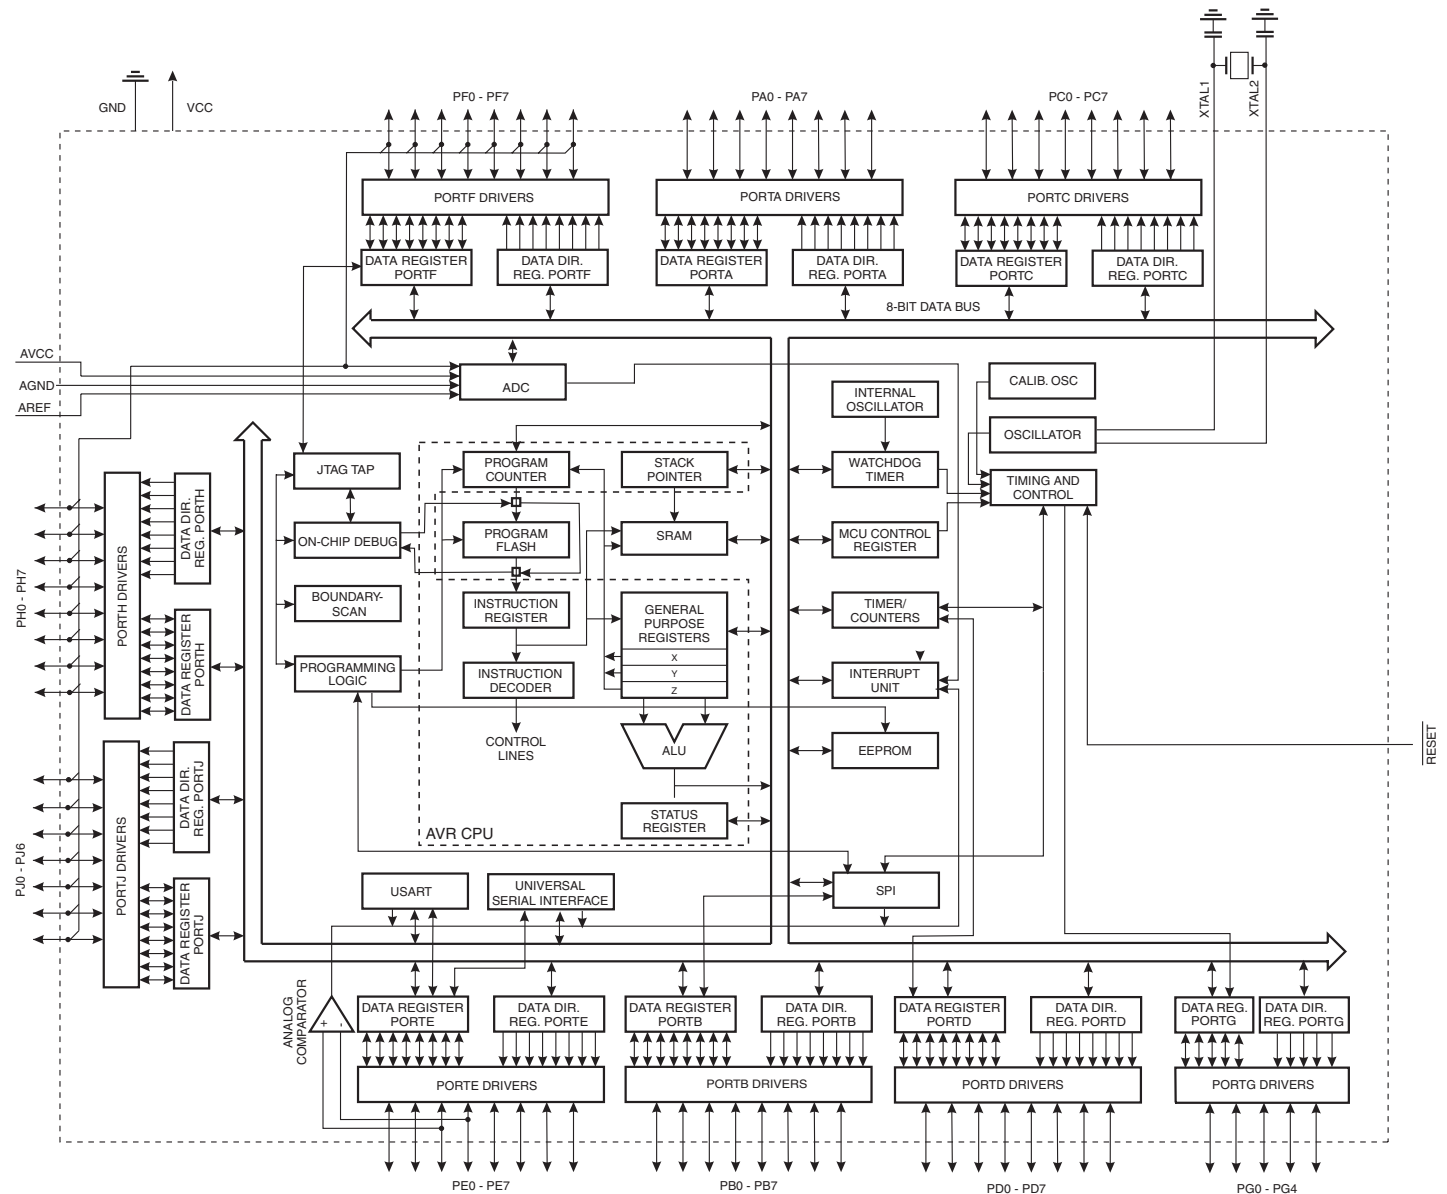 XTAL1
XTAL2
GND
VCC
PF0 - PF7
PA0 - PA7
PC0 - PC7
PORTF DRIVERS
PORTA DRIVERS
PORTC DRIVERS
DATA REGISTER
PORTF
DATA DIR.
REG. PORTF
DATA REGISTER
PORTA
DATA DIR.
REG. PORTA
DATA REGISTER
PORTC
DATA DIR.
REG. PORTC
8-BIT DATA BUS
AVCC
AGND
AREF
ADC
INTERNAL
OSCILLATOR
CALIB. OSC
OSCILLATOR
JTAG TAP
PROGRAM
COUNTER
STACK
POINTER
WATCHDOG
TIMER
TIMING AND
CONTROL
ON-CHIP DEBUG
PROGRAM
FLASH
SRAM
MCU CONTROL
REGISTER
BOUNDARY-
SCAN
INSTRUCTION
REGISTER
GENERAL
PURPOSE
REGISTERS
X
Y
Z
TIMER/
COUNTERS
PROGRAMMING
LOGIC
INSTRUCTION
DECODER
INTERRUPT
UNIT
CONTROL
LINES
ALU
EEPROM
RESET
STATUS
REGISTER
AVR CPU
PH0 - PH7
PORTH DRIVERS
DATA DIR.
REG. PORTH
DATA REGISTER
PORTH
PJ0 - PJ6
PORTJ DRIVERS
DATA DIR.
REG. PORTJ
DATA REGISTER
PORTJ
USART
UNIVERSAL
SERIAL INTERFACE
SPI
ANALOG
COMPARATOR
+
-
DATA REGISTER
PORTE
DATA DIR.
REG. PORTE
DATA REGISTER
PORTB
DATA DIR.
REG. PORTB
DATA REGISTER
PORTD
DATA DIR.
REG. PORTD
DATA REG.
PORTG
DATA DIR.
REG. PORTG
PORTE DRIVERS
PORTB DRIVERS
PORTD DRIVERS
PORTG DRIVERS
PE0 - PE7
PB0 - PB7
PD0 - PD7
PG0 - PG4